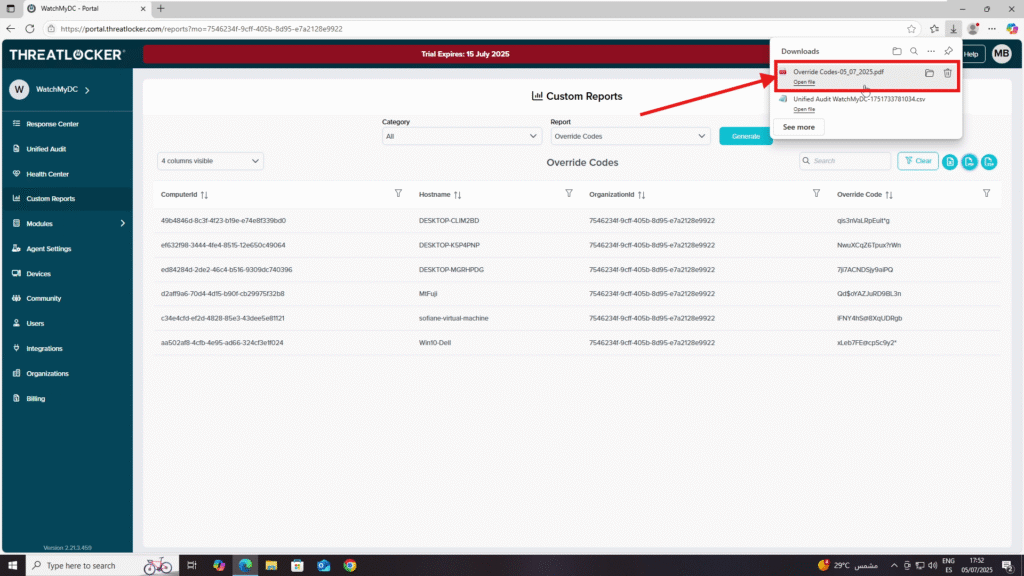 WatchMyDC - Portal
https://portal.threatlocker.com/reports?mo=7546234f-9cff-405b-8d95-e7a2128e9922
THREATLOCKER
Trial Expires: 15 July 2025
Help
MB
Downloads
Override Codes-05_07_2025.pdf
Open file
Unified Audit WatchMyDC-1751733781034.csv
Open file
See more
W
WatchMyDC
Response Center
Unified Audit
Health Center
Custom Reports
Modules
Agent Settings
Devices
Community
Users
Integrations
Organizations
Billing
Version 2.21.3.459
Custom Reports
Category
Report
All
Override Codes
Generate
4 columns visible
Override Codes
Search
Clear
ComputerId Hostname OrganizationId Override Code
49b4846d-8c3f-4f23-b19e-e74e8f339bd0 DESKTOP-CLIM2BD 7546234f-9cff-405b-8d95-e7a2128e9922 qis3nVaLRpEuit*g
ef632f98-3444-4fe4-8515-12e650c49064 DESKTOP-KSP4PNP 7546234f-9cff-405b-8d95-e7a2128e9922 NwuXCqZ6Tpux?rWn
ed84284d-2de2-46c4-b516-9309dc740396 DESKTOP-MGRHPDG 7546234f-9cff-405b-8d95-e7a2128e9922
d2aff9a6-70d4-4d15-b90f-cb29975f32b8 MtFuji 7546234f-9cff-405b-8d95-e7a2128e9922
c34e4cfd-ef2d-4828-85e3-43dee5e81121 sofiane-virtual-machine 7546234f-9cff-405b-8d95-e7a2128e9922
aa502af8-4cfb-4e95-ad66-324cf3e1f024 Win10-Dell 7546234f-9cff-405b-8d95-e7a2128e9922 xLeb7FE@rcpSc9y2*
Type here to search
29°C مشمس
ENG
ES
17:52
05/07/2025
2